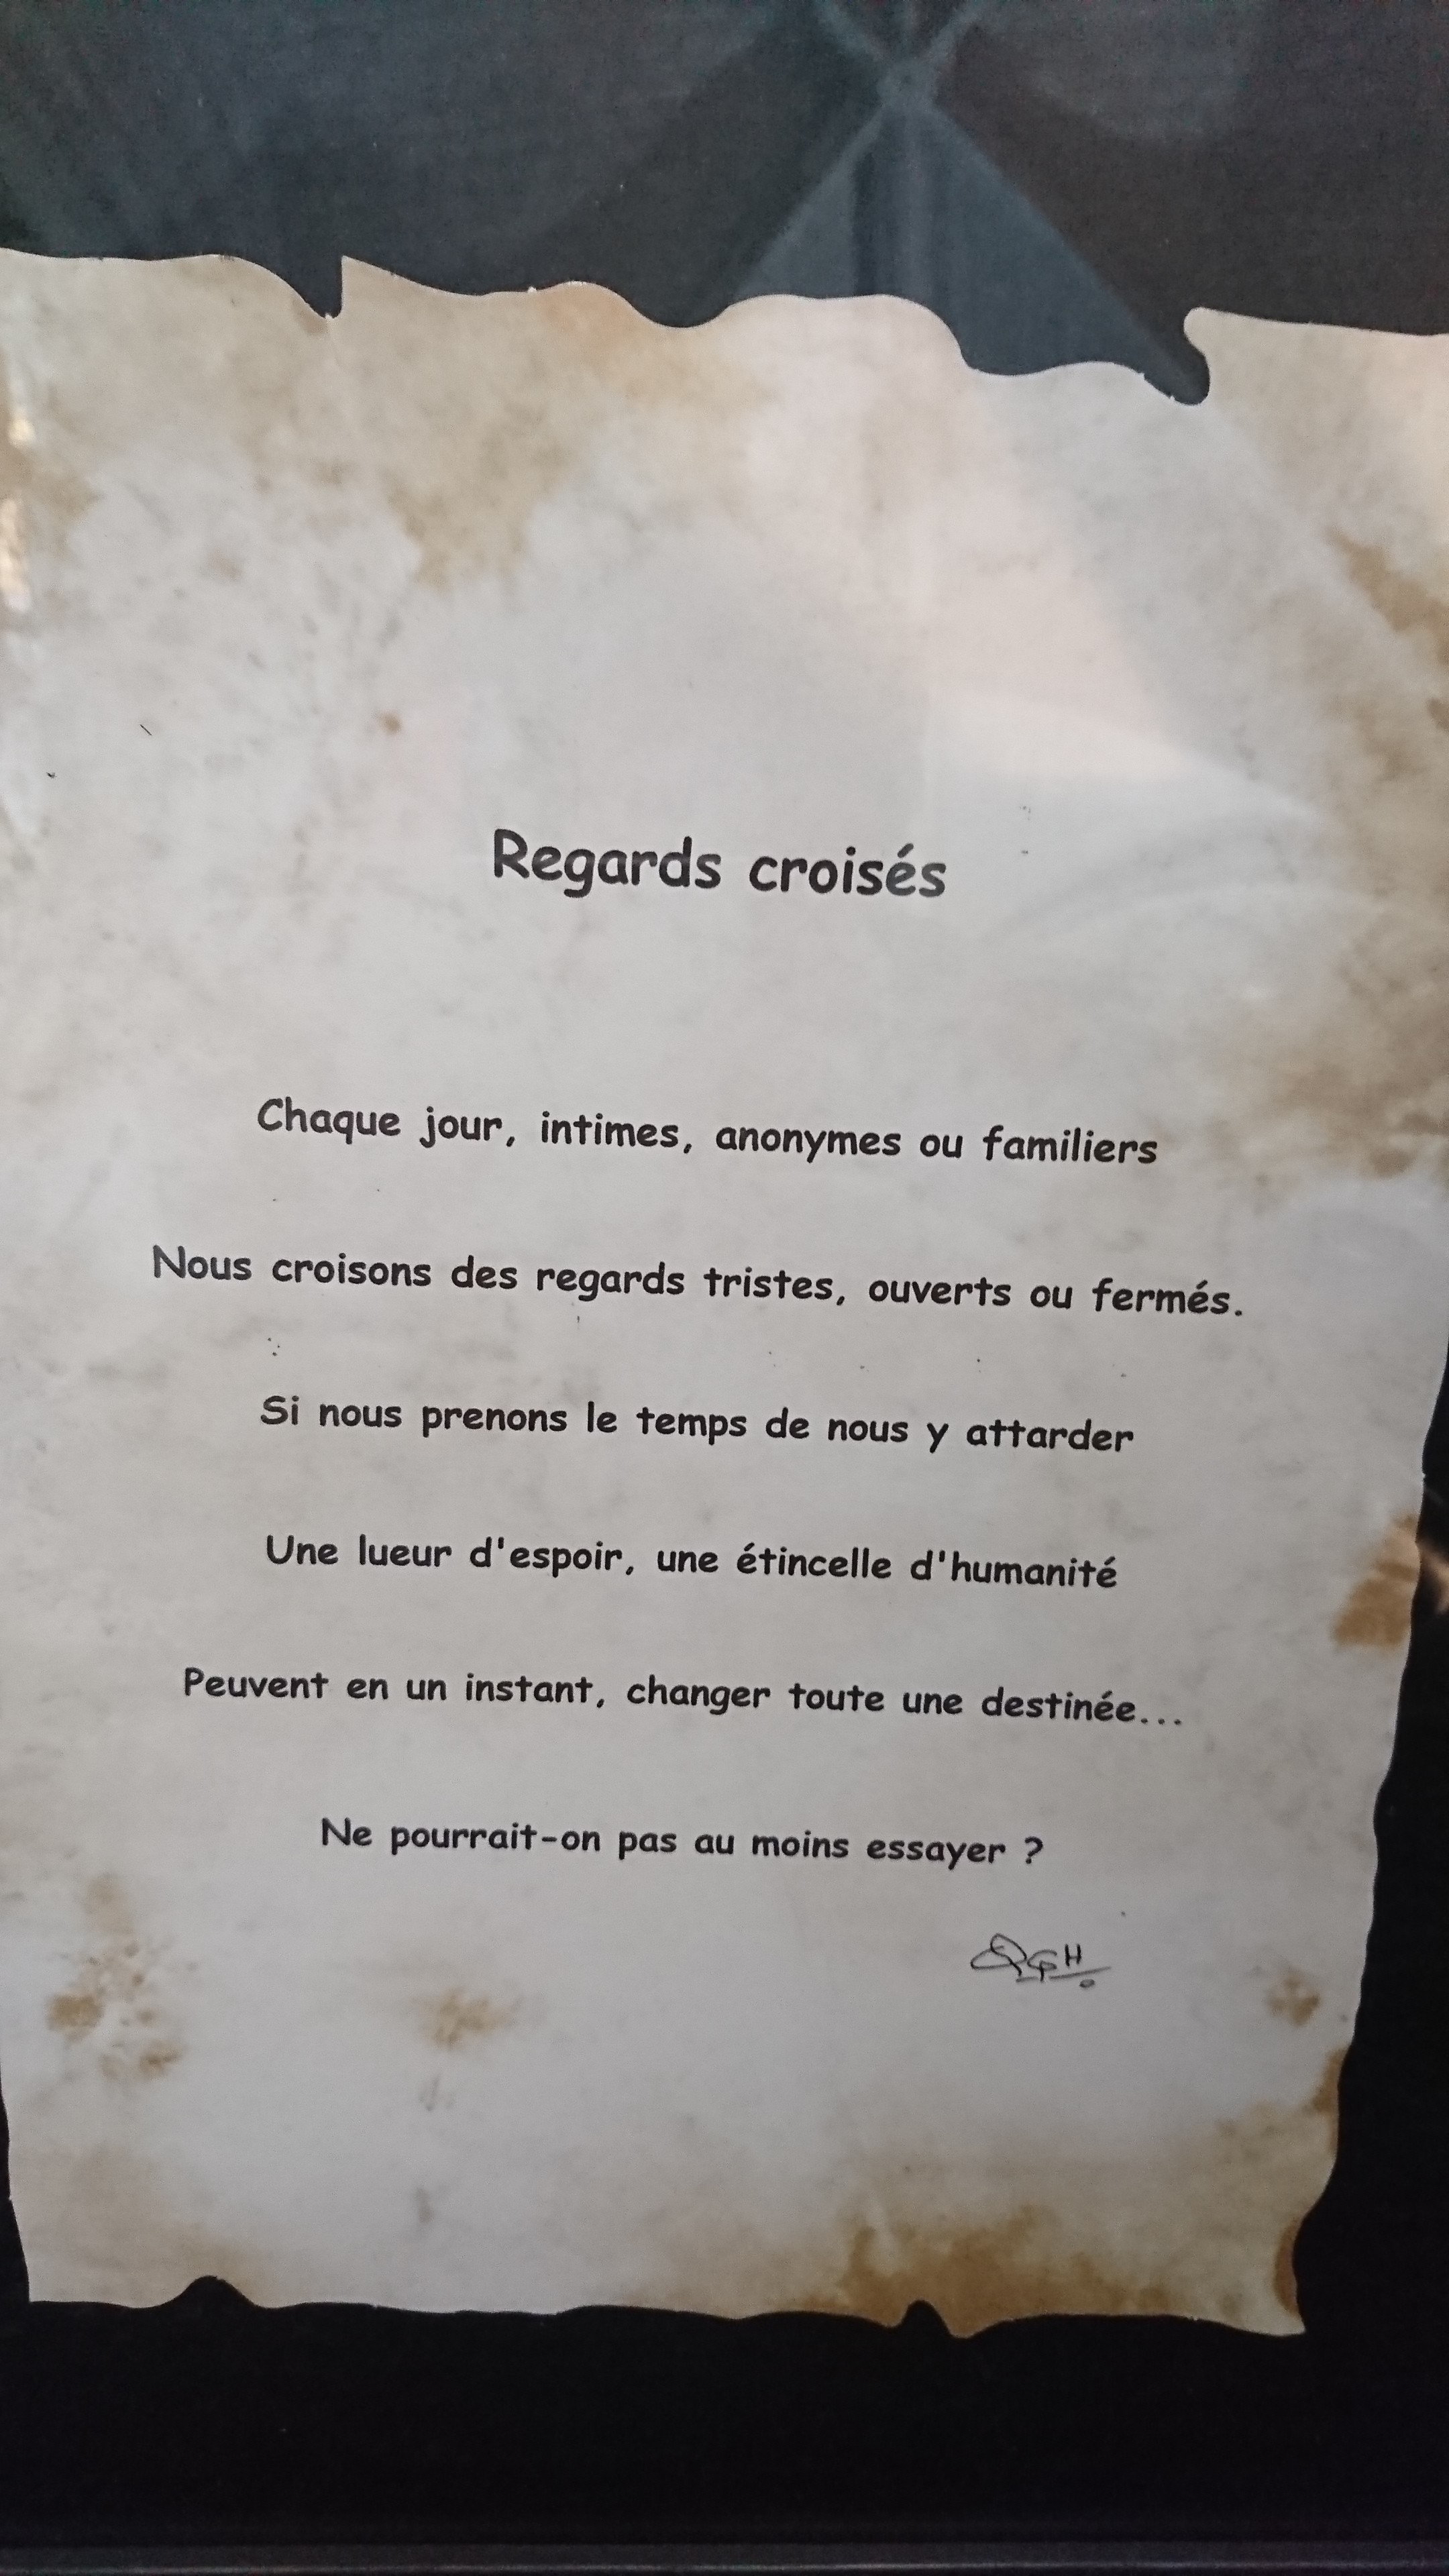 Regards croisés
Chaque jour, intimes, anonymes ou familiers
Nous croisons des regards tristes, ouverts ou fermés.
Si nous prenons le temps de nous y attarder
Une lueur d'espoir, une étincelle d'humanité
Peuvent en un instant, changer toute une destinée...
Ne pourrait-on pas au moins essayer ?